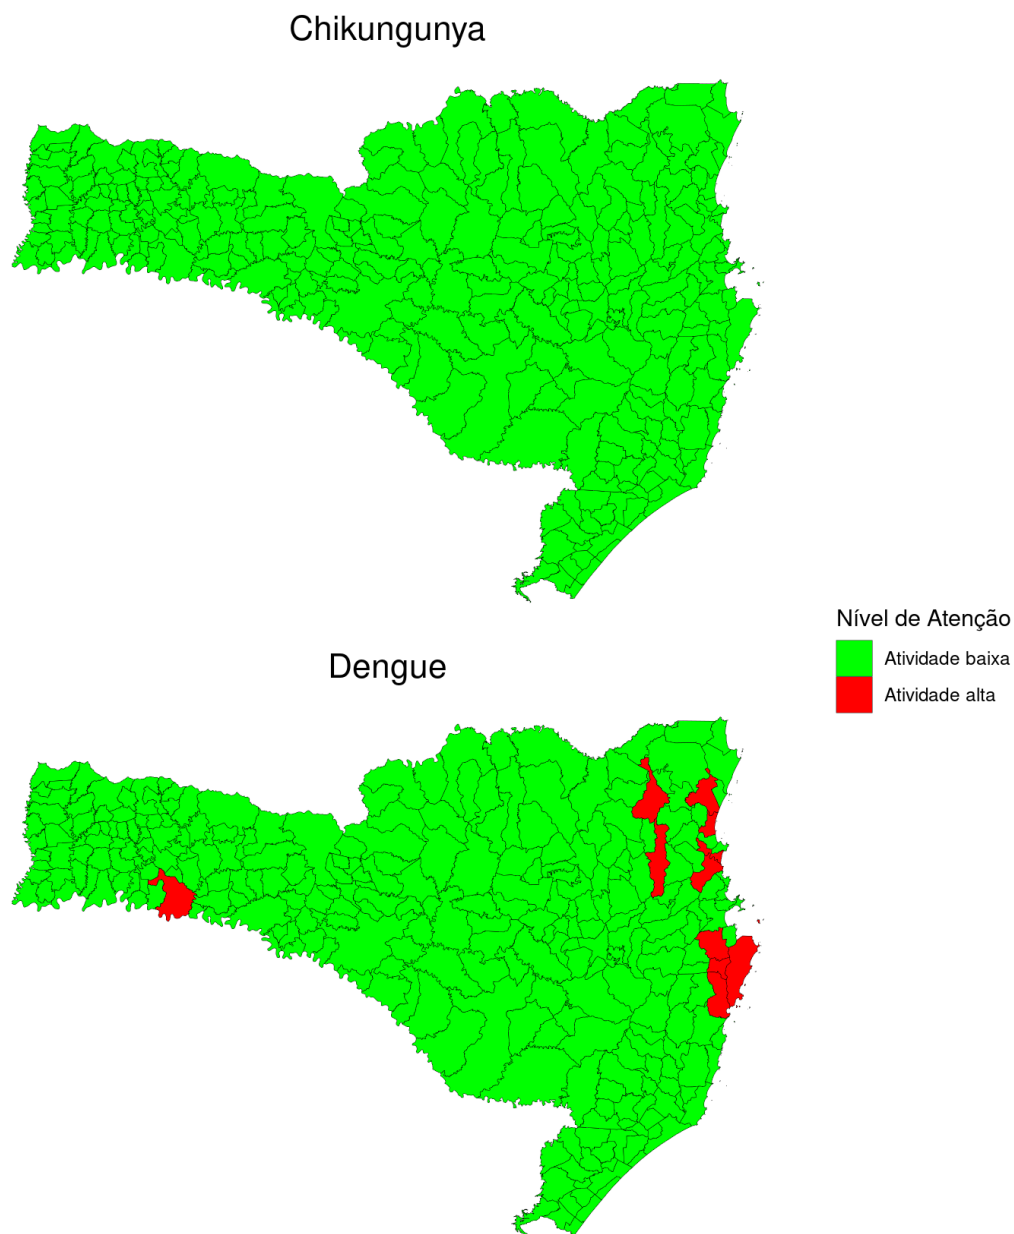 Chikungunya
Nível de Atenção
Atividade baixa
Atividade alta
Dengue